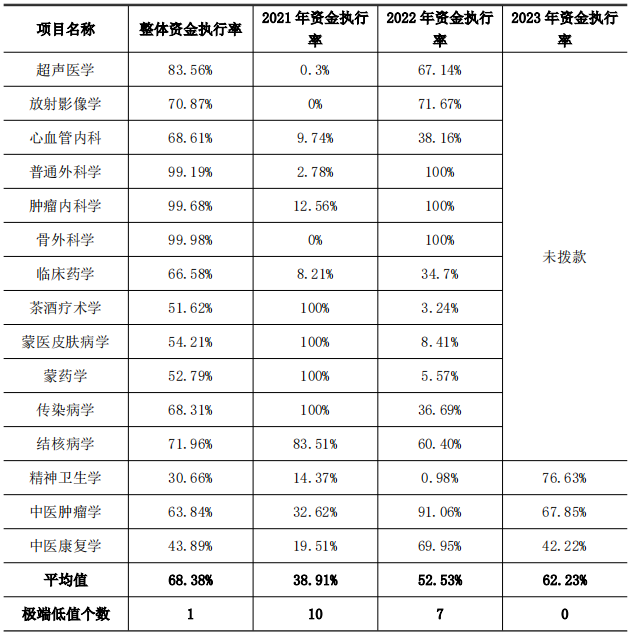 项目名称 整体资金执行率 2021 年资金执行率 2022 年资金执行率 2023 年资金执行率
超声医学 83.56% 0.3% 67.14%
放射影像学 70.87% 0% 71.67%
心血管内科 68.61% 9.74% 38.16%
普通外科学 99.19% 2.78% 100%
肿瘤内科学 99.68% 12.56% 100%
骨外科学 99.98% 0% 100%
未拨款
临床药学 66.58% 8.21% 34.7%
茶酒疗术学 51.62% 100% 3.24%
蒙医皮肤病学 54.21% 100% 8.41%
蒙药学 52.79% 100% 5.57%
传染病学 68.31% 100% 36.69%
结核病学 71.96% 83.51% 60.40%
精神卫生学 30.66% 14.37% 0.98% 76.63%
中医肿瘤学 63.84% 32.62% 91.06% 67.85%
中医康复学 43.89% 19.51% 69.95% 42.22%
平均值 68.38% 38.91% 52.53% 62.23%
极端低值个数 1 10 7 0